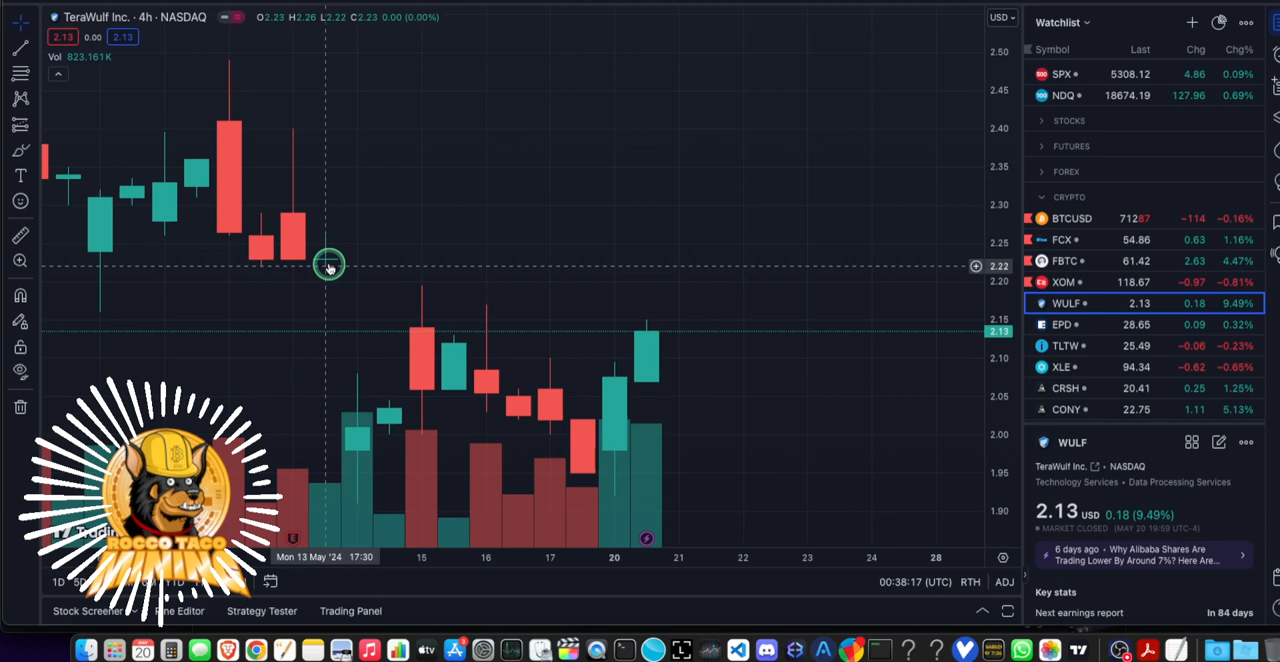 TeraWulf Inc. · 4h · NASDAQ O2.23 H2.26 L2.22 C2.23 0.00 (0.00%)
2.13 0.00 2.13
Vol 823.161K
USD
2.50
2.45
2.40
2.35
2.30
2.25
2.22
2.20
2.15
2.13
2.10
2.05
2.00
1.95
1.90
E
Mon 13 May '24 17:30 15 16 17 20 21 22 23 24 28
1D YTD 00:38:17 (UTC) RTH ADJ
Stock Screener Editor Strategy Tester Trading Panel
ROCCO TACO
Watchlist
Symbol Last Chg Chg%
500 SPX 5308.12 4.86 0.09%
100 NDQ 18674.19 127.96 0.69%
STOCKS
FUTURES
FOREX
CRYPTO
BTCUSD 71287 −114 −0.16%
FCX 54.86 0.63 1.16%
FBTC 61.42 2.63 4.47%
XOM 118.67 −0.97 −0.81%
WULF 2.13 0.18 9.49%
EPD 28.65 0.09 0.32%
TLTW 25.49 −0.06 −0.23%
XLE 94.34 −0.62 −0.65%
CRSH 20.41 0.25 1.25%
CONY 22.75 1.11 5.13%
WULF
TeraWulf Inc. • NASDAQ
Technology Services • Data Processing Services
2.13 USD 0.18 (9.49%)
MARKET CLOSED (MAY 20 19:59 UTC-4)
6 days ago • Why Alibaba Shares Are
Trading Lower By Around 7%? Here Are...
Key stats
Next earnings report In 84 days
MAY
20
tv